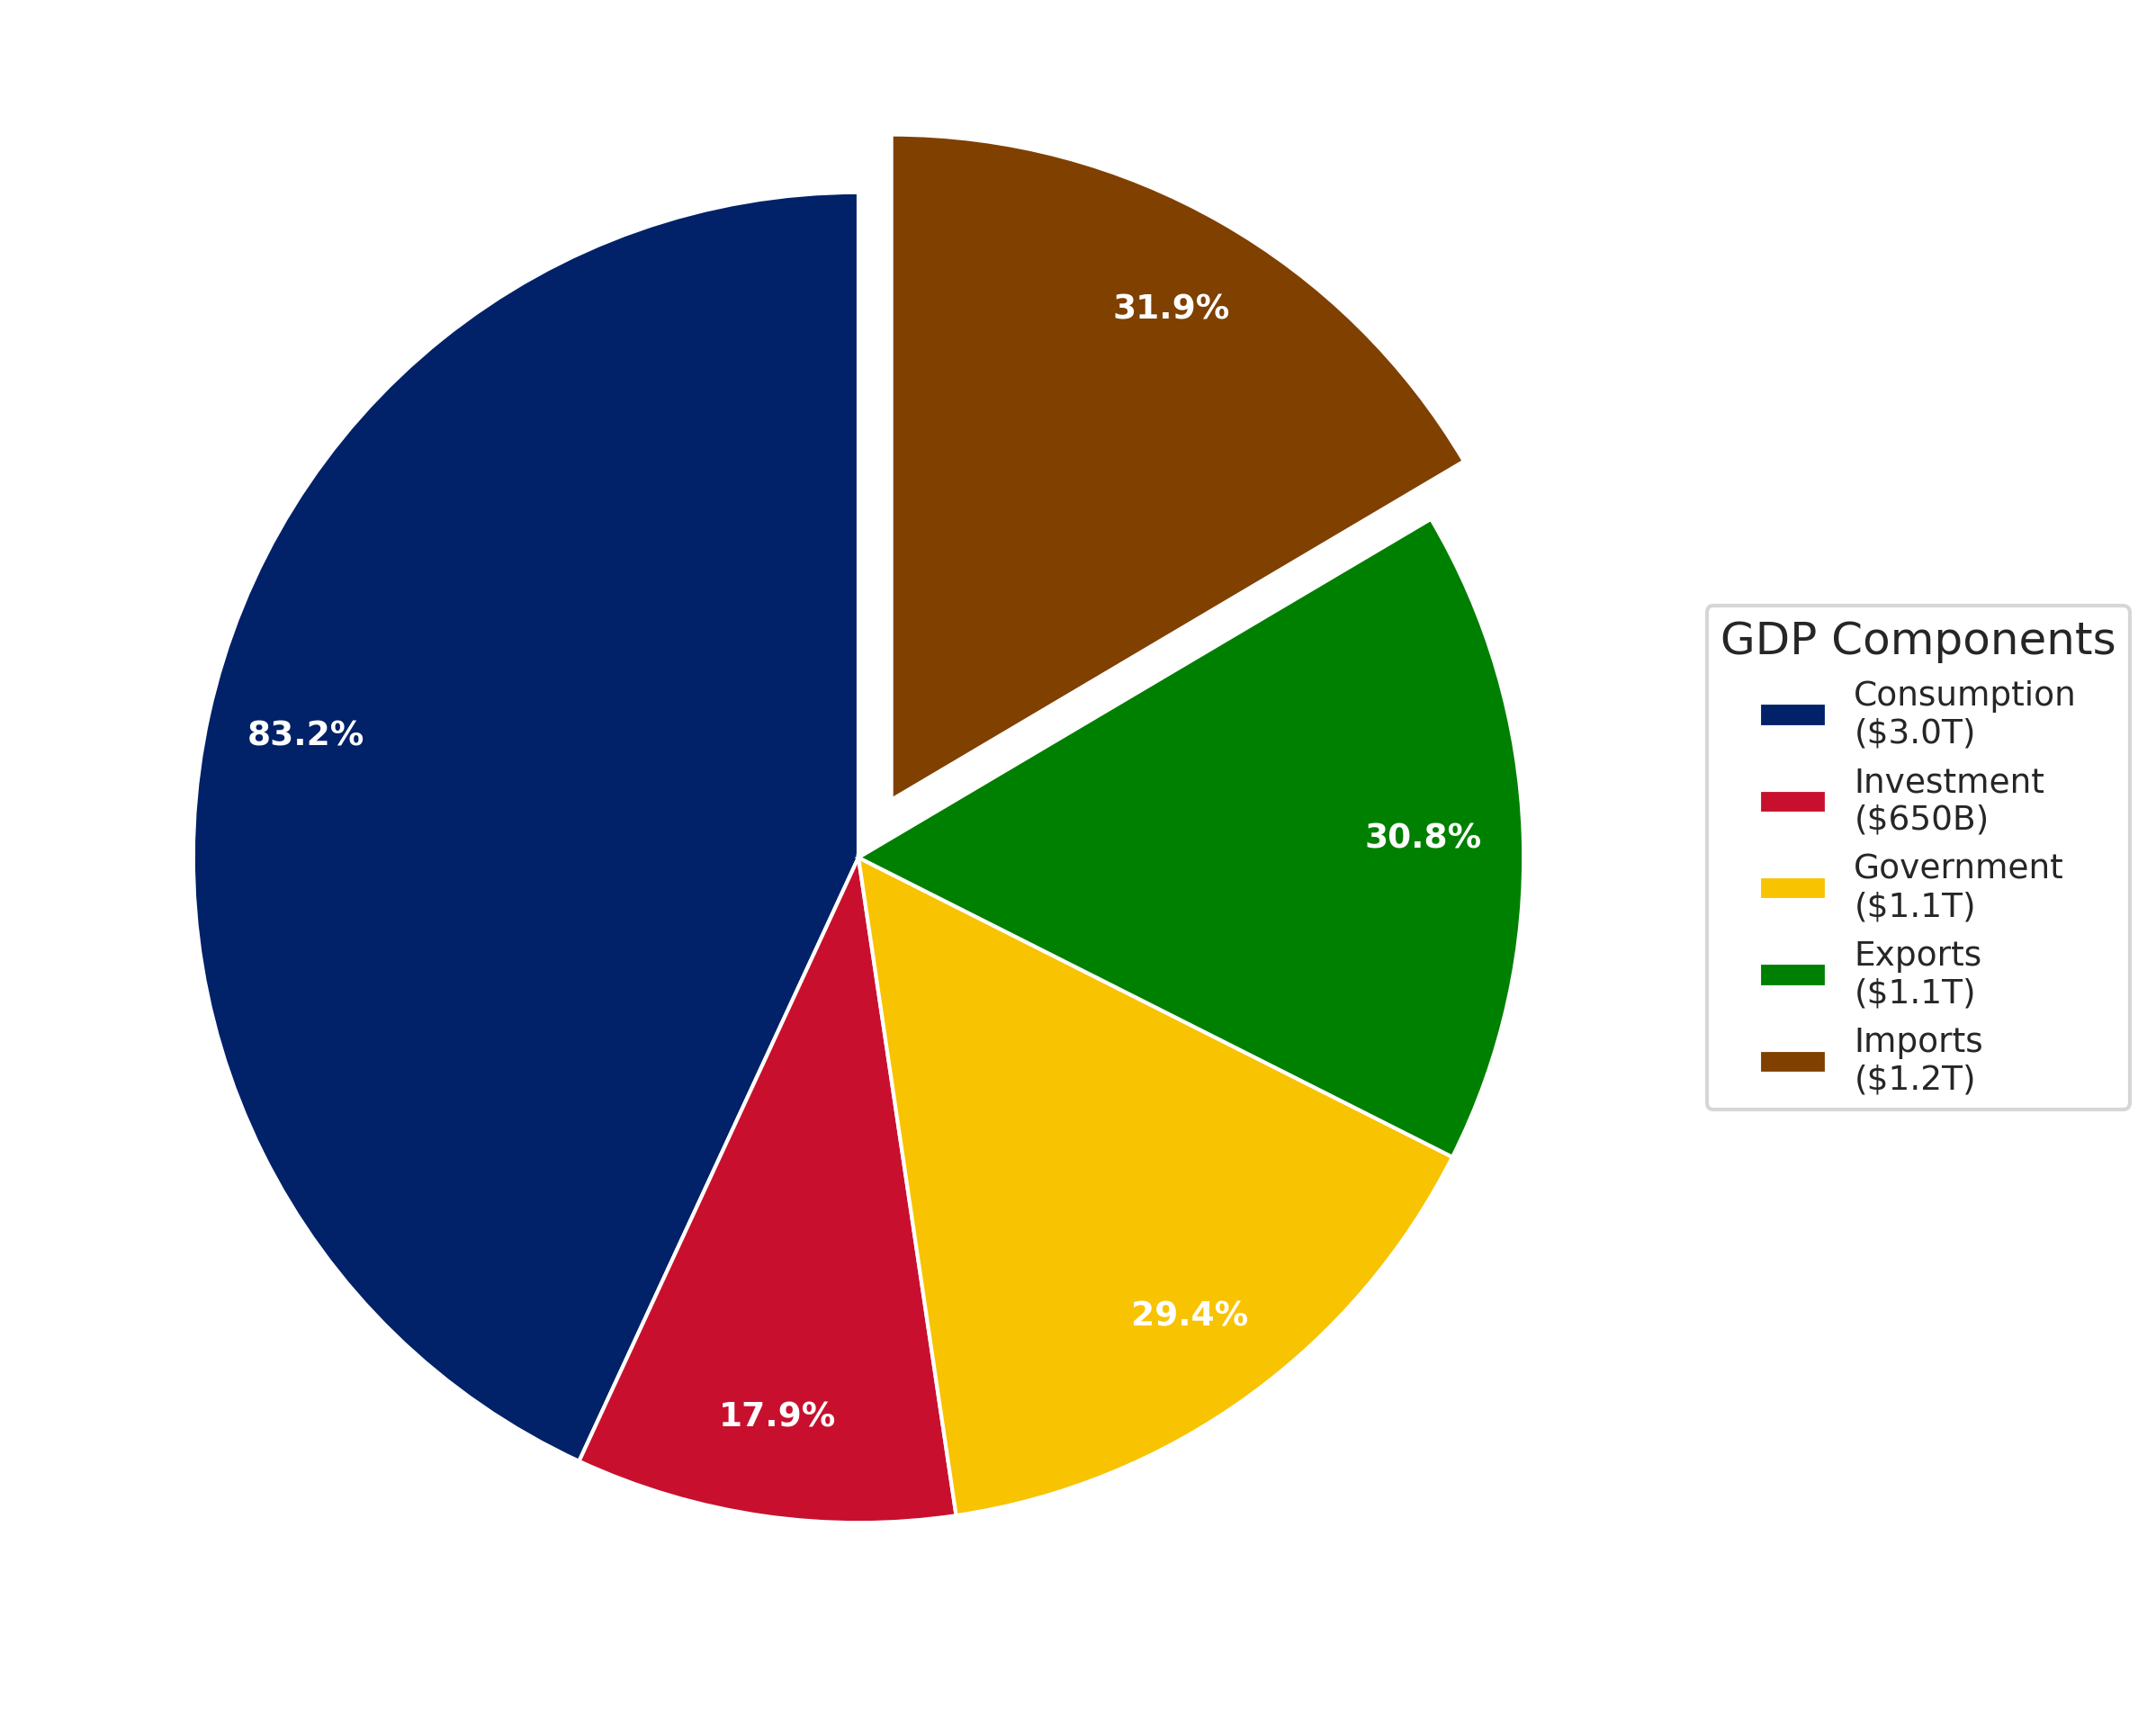 31.9%
83.2%
30.8%
29.4%
17.9%
GDP Components
Consumption
($3.0T)
Investment
($650B)
Government
($1.1T)
Exports
($1.1T)
Imports
($1.2T)